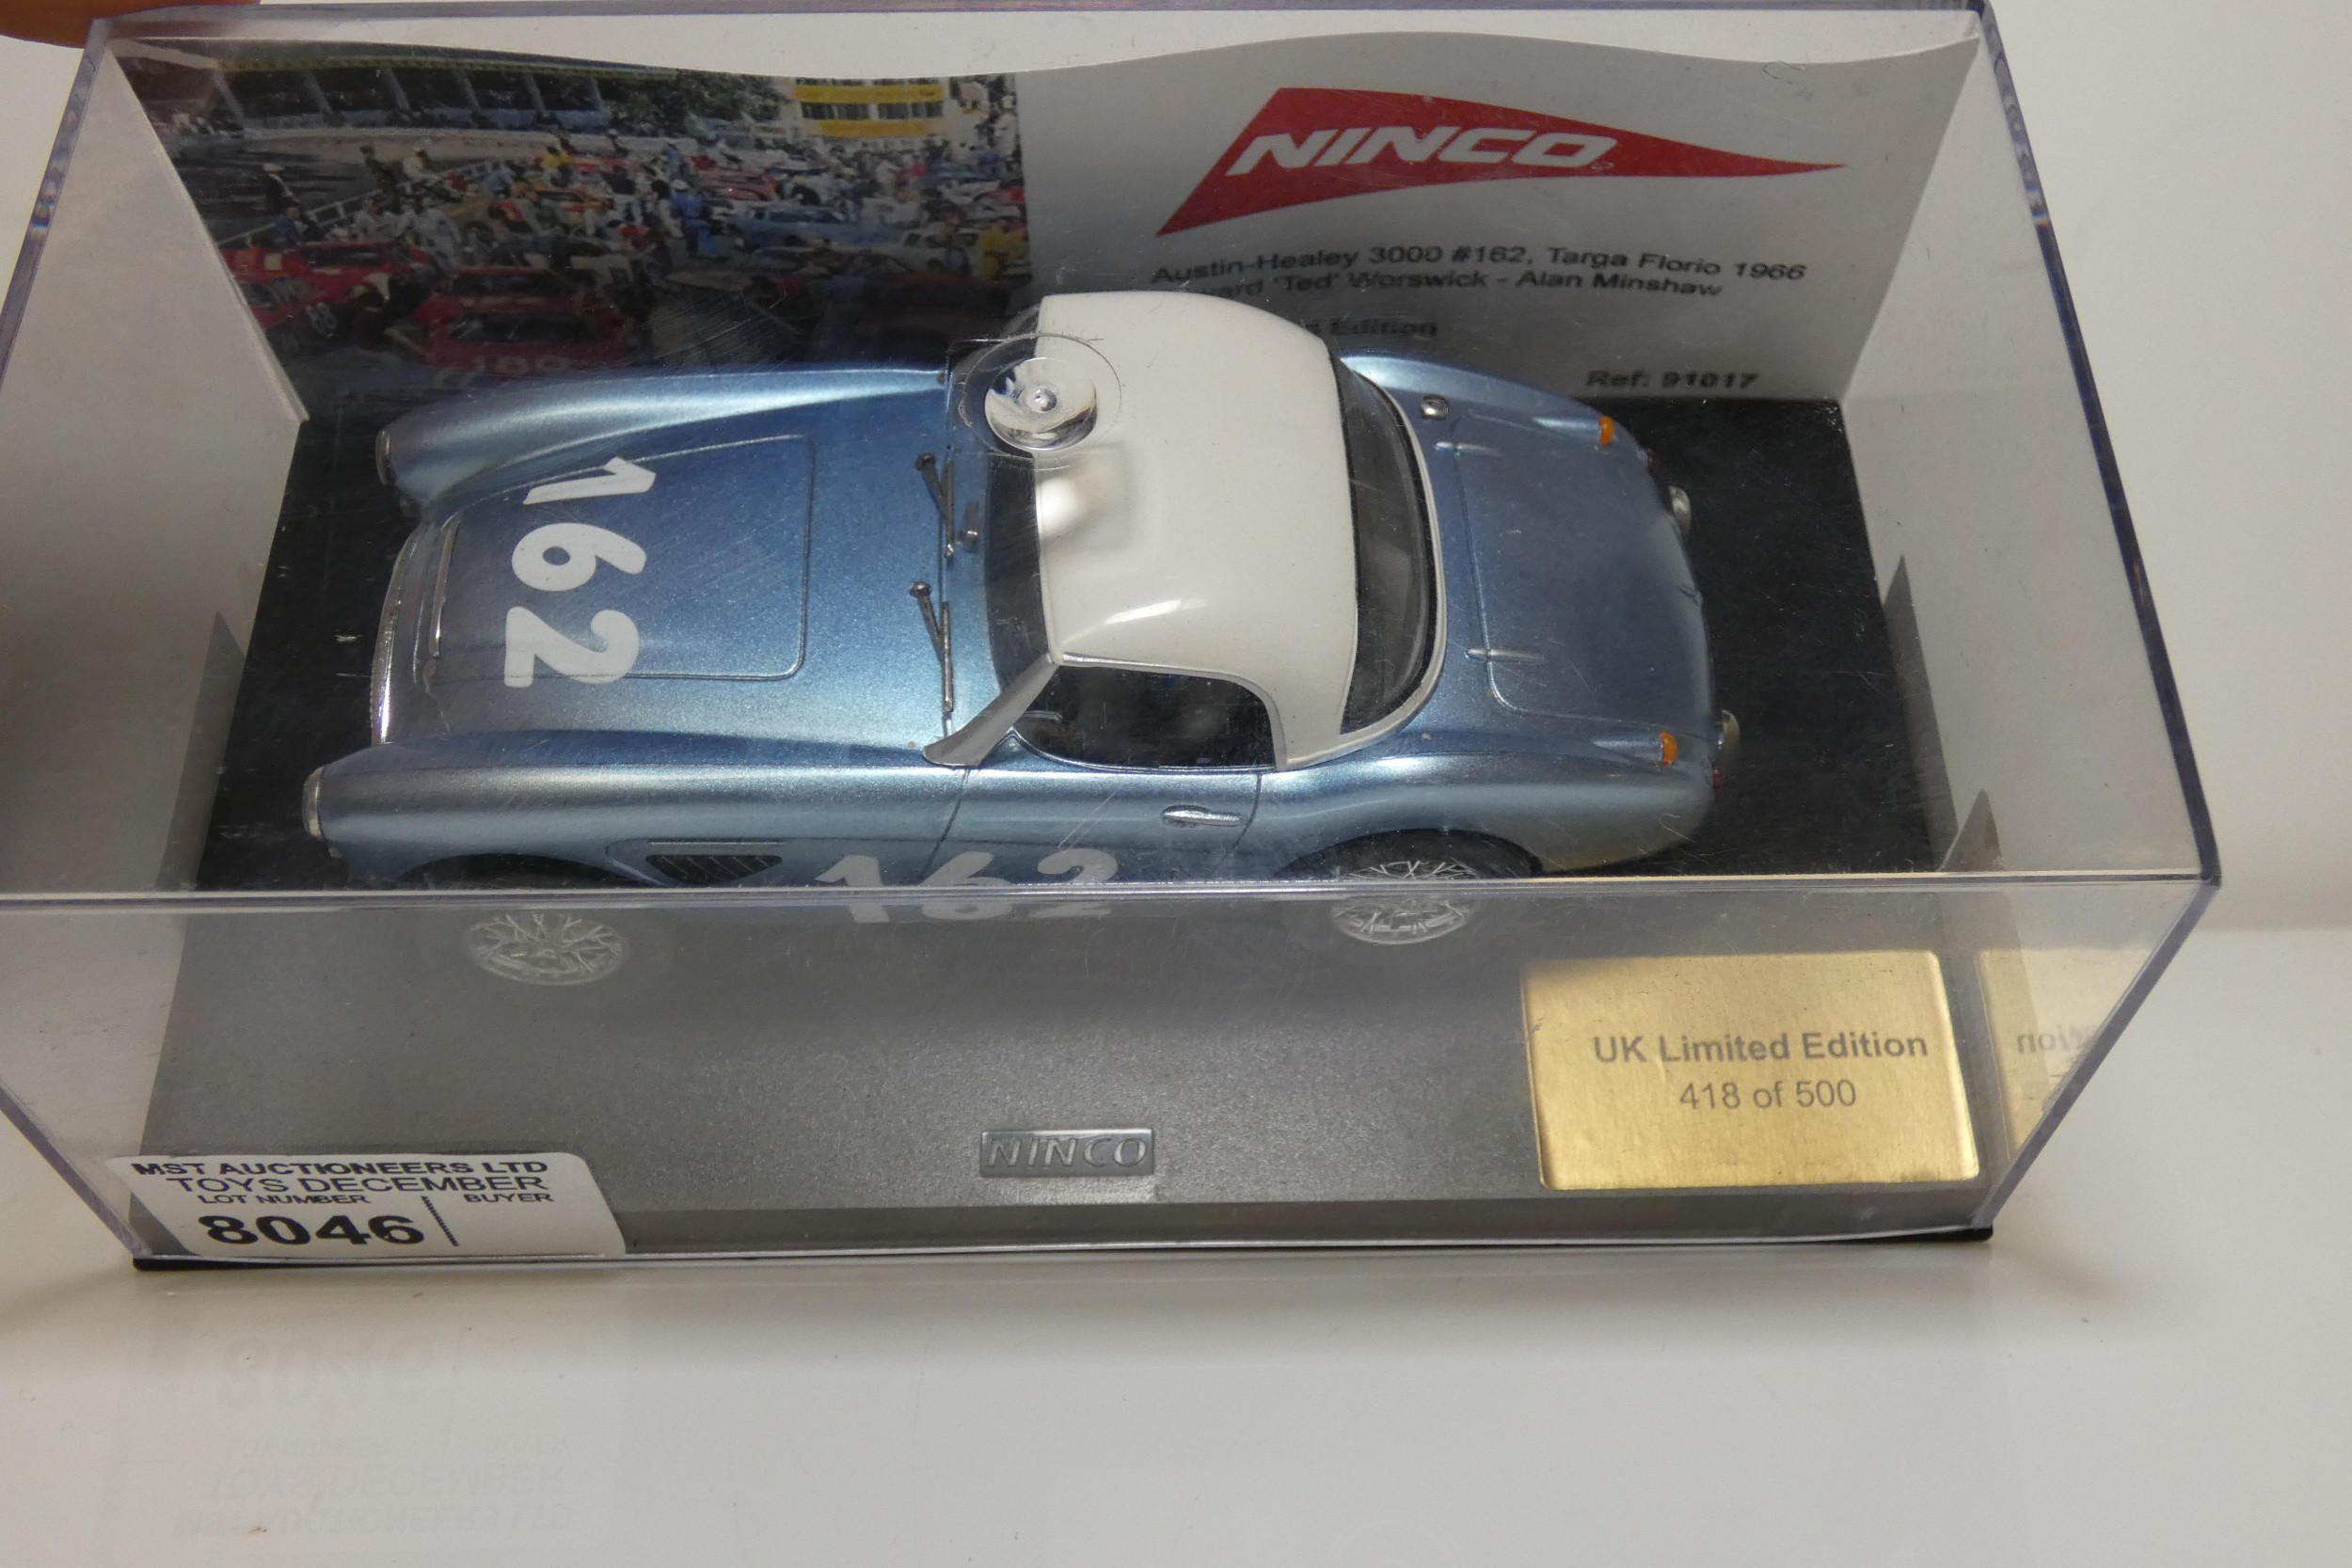 NINCO
Austin-Healey 3000 #162, Targa Florio 1966
'Ted' Worswick - Alan Minshaw
Edition
Ref: 91017
162
162
UK Limited Edition
418 of 500
NINCO
MST AUCTIONEERS LTD
TOYS DECEMBER
LOT NUMBER BUYER
8046